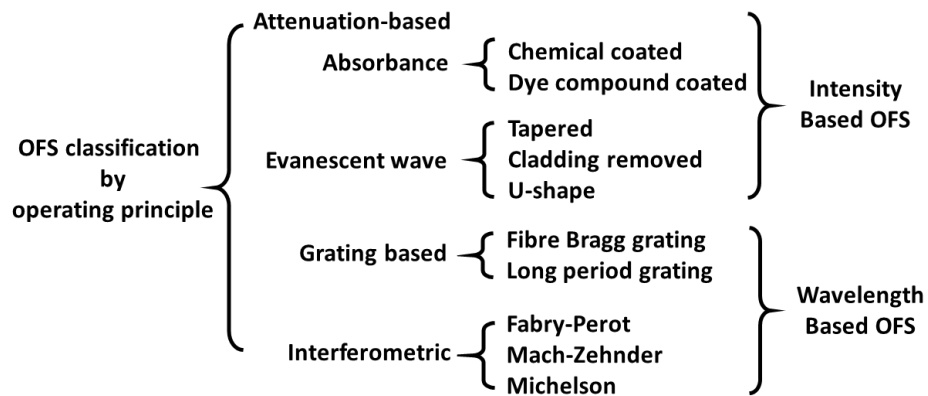 OFS classification
by
operating principle
Attenuation-based
Absorbance
Chemical coated
Dye compound coated
Evanescent wave
Tapered
Cladding removed
U-shape
Grating based
Fibre Bragg grating
Long period grating
Interferometric
Fabry-Perot
Mach-Zehnder
Michelson
Intensity
Based OFS
Wavelength
Based OFS